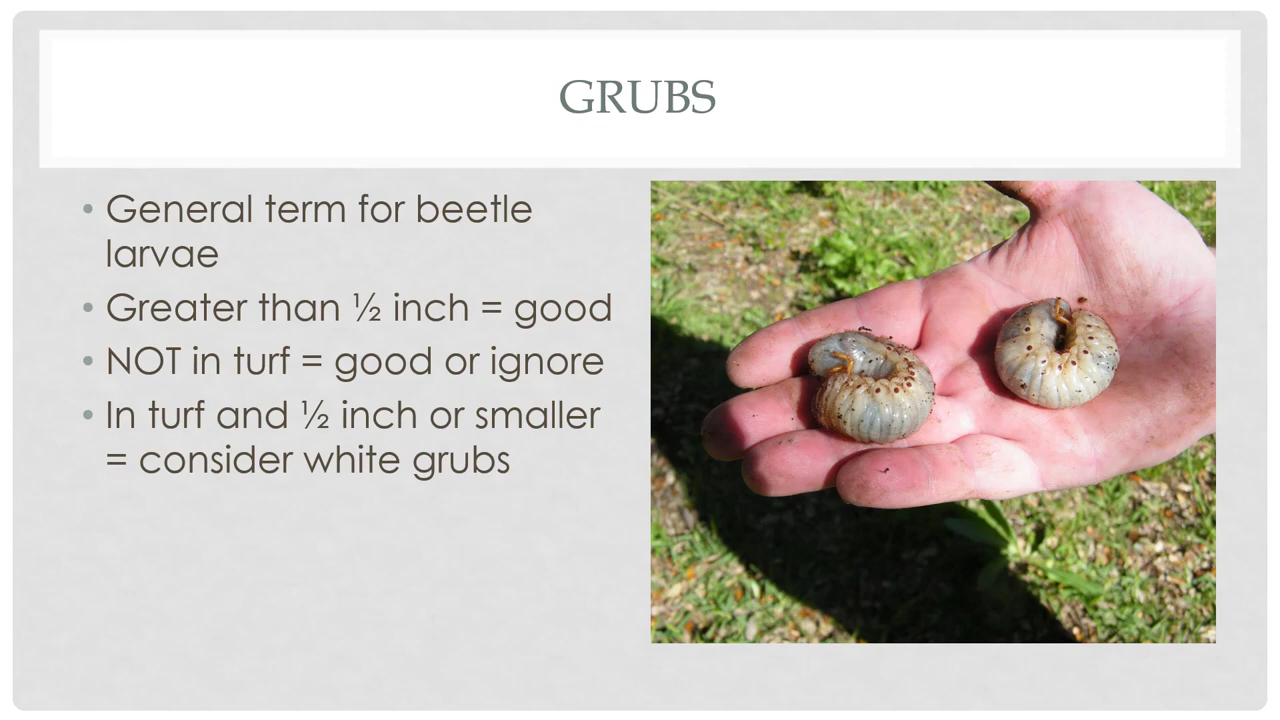 GRUBS
• General term for beetle
larvae
• Greater than ½ inch = good
• NOT in turf = good or ignore
• In turf and ½ inch or smaller
= consider white grubs